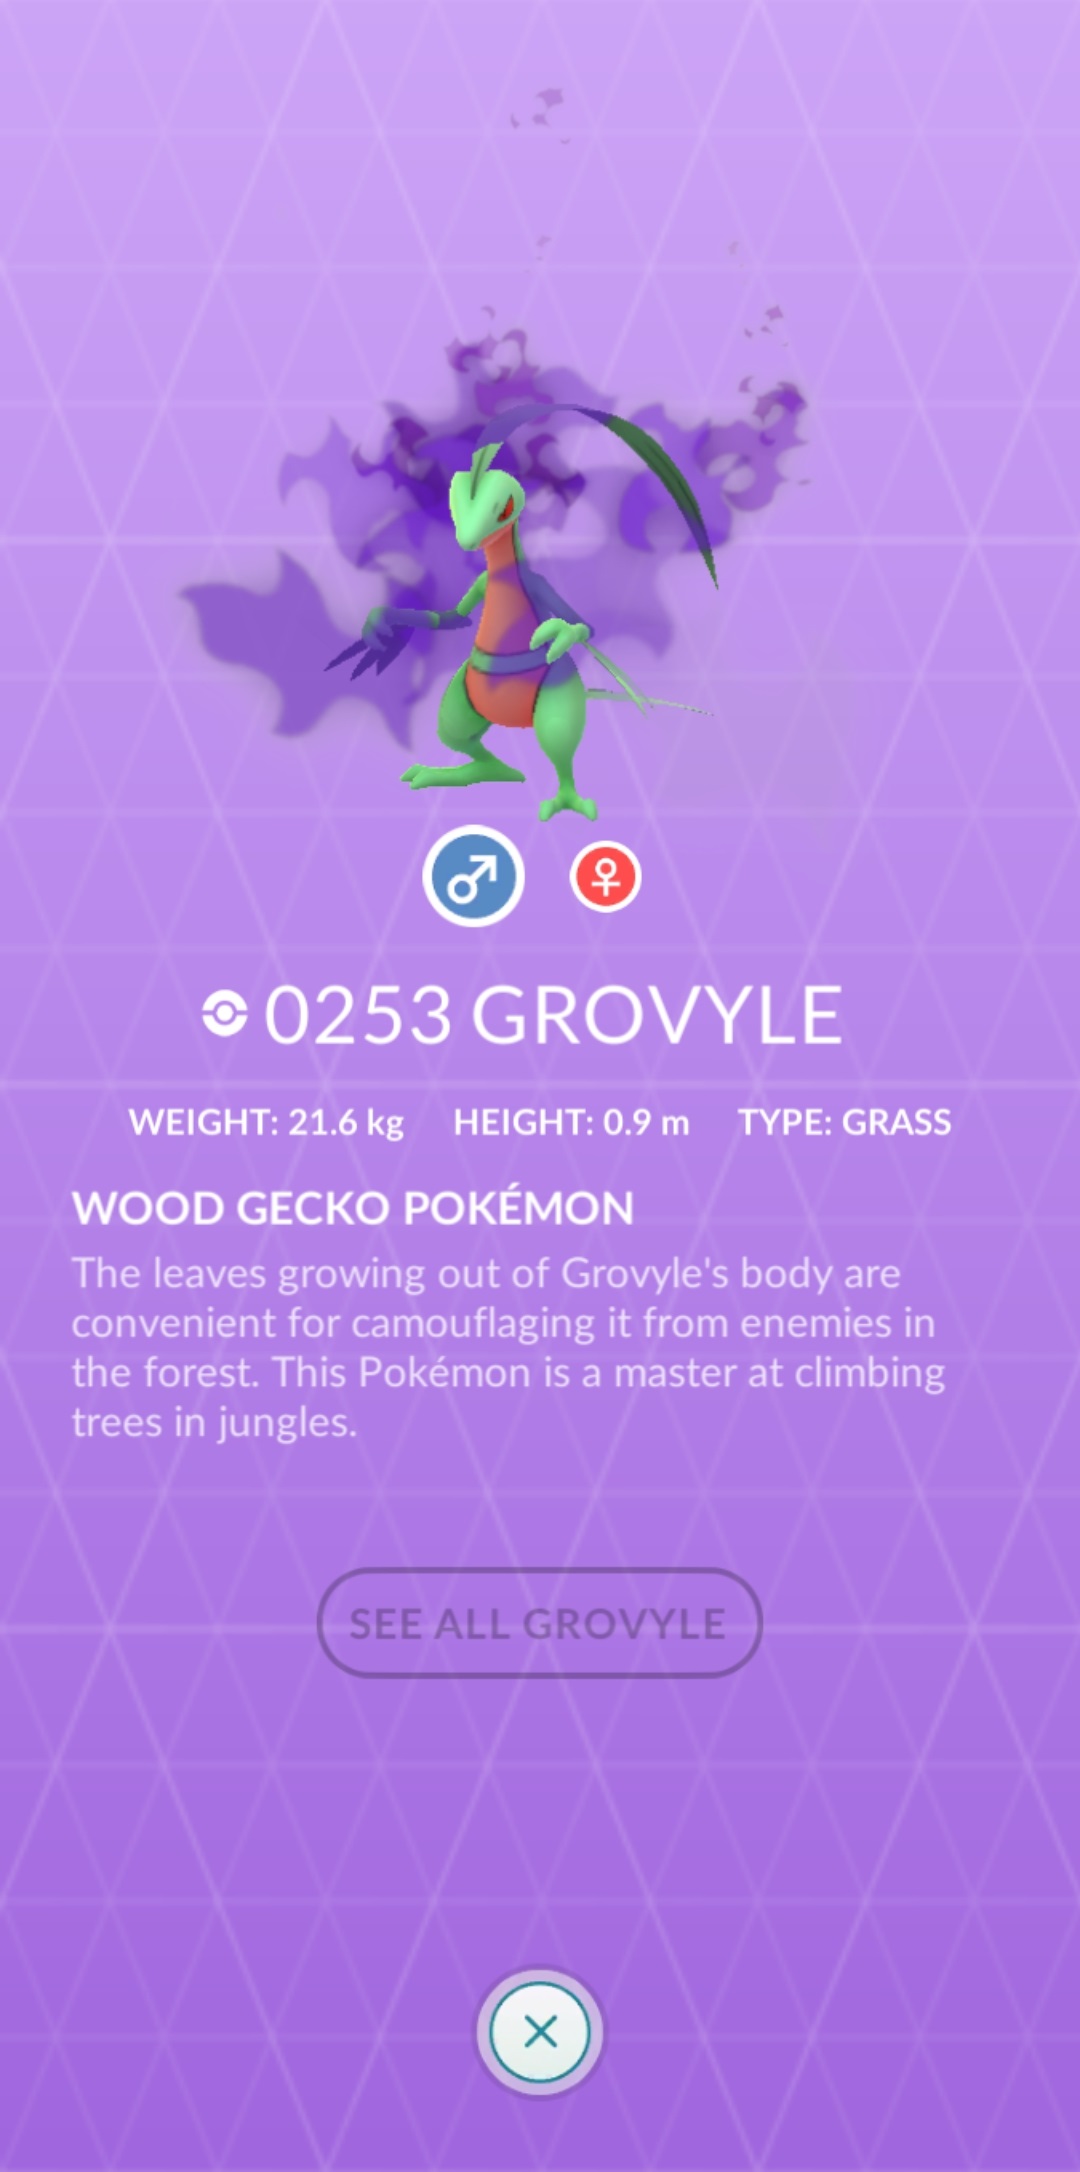 0253 GROVYLE
WEIGHT: 21.6 kg HEIGHT: 0.9 m TYPE: GRASS
WOOD GECKO POKÉMON
The leaves growing out of Grovyle's body are
convenient for camouflaging it from enemies in
the forest. This Pokémon is a master at climbing
trees in jungles.
SEE ALL GROVYLE